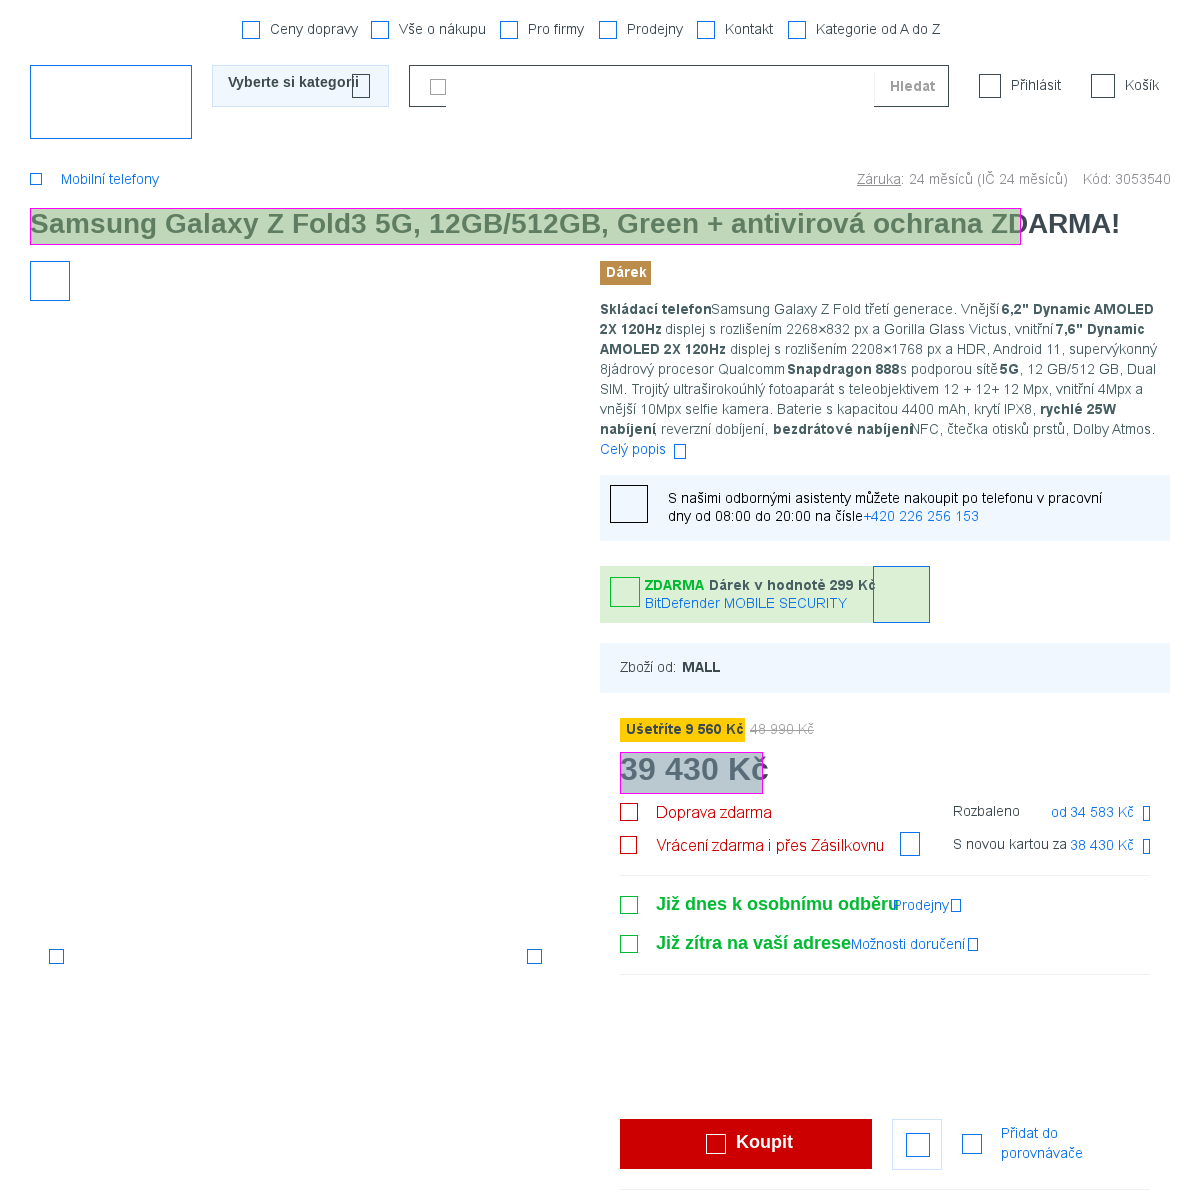 Ceny dopravy Vše o nákupu Pro firmy Prodejny Kontakt Kategorie od A do Z
Vyberte si kategorii Hledat Přihlásit Košík
Mobilní telefony Záruka: 24 měsíců (IČ 24 měsíců) Kód: 3053540
Samsung Galaxy Z Fold3 5G, 12GB/512GB, Green + antivirová ochrana ZDARMA!
Dárek
Skládací telefon Samsung Galaxy Z Fold třetí generace. Vnější 6,2" Dynamic AMOLED
2X 120Hz displej s rozlišením 2268×832 px a Gorilla Glass Victus, vnitřní 7,6" Dynamic
AMOLED 2X 120Hz displej s rozlišením 2208×1768 px a HDR, Android 11, supervýkonný
8jádrový procesor Qualcomm Snapdragon 888 s podporou sítě 5G, 12 GB/512 GB, Dual
SIM. Trojitý ultraširokoúhlý fotoaparát s teleobjektivem 12 + 12+ 12 Mpx, vnitřní 4Mpx a
vnější 10Mpx selfie kamera. Baterie s kapacitou 4400 mAh, krytí IPX8, rychlé 25W
nabíjení, reverzní dobíjení, bezdrátové nabíjení NFC, čtečka otisků prstů, Dolby Atmos.
Celý popis
S našimi odbornými asistenty můžete nakoupit po telefonu v pracovní
dny od 08:00 do 20:00 na čísle +420 226 256 153
ZDARMA Dárek v hodnotě 299 Kč
BitDefender MOBILE SECURITY
Zboží od: MALL
Ušetříte 9 560 Kč 48 990 Kč
39 430 Kč
Doprava zdarma Rozbaleno od 34 583 Kč
Vrácení zdarma i přes Zásilkovnu S novou kartou za 38 430 Kč
Již dnes k osobnímu odběru Prodejny
Již zítra na vaší adrese Možnosti doručení
Koupit
Přidat do
porovnávače